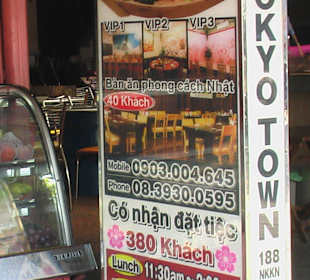 VIP1 VIP2 VIP3
Bàn ăn phong cách Nhật
40 Khách
Mobile 0903.004.645
Phone 08.3930.0595
Có nhận đặt tiệc
380 Khách
Lunch 11:30am
OKYO TOWN
188
NKKN